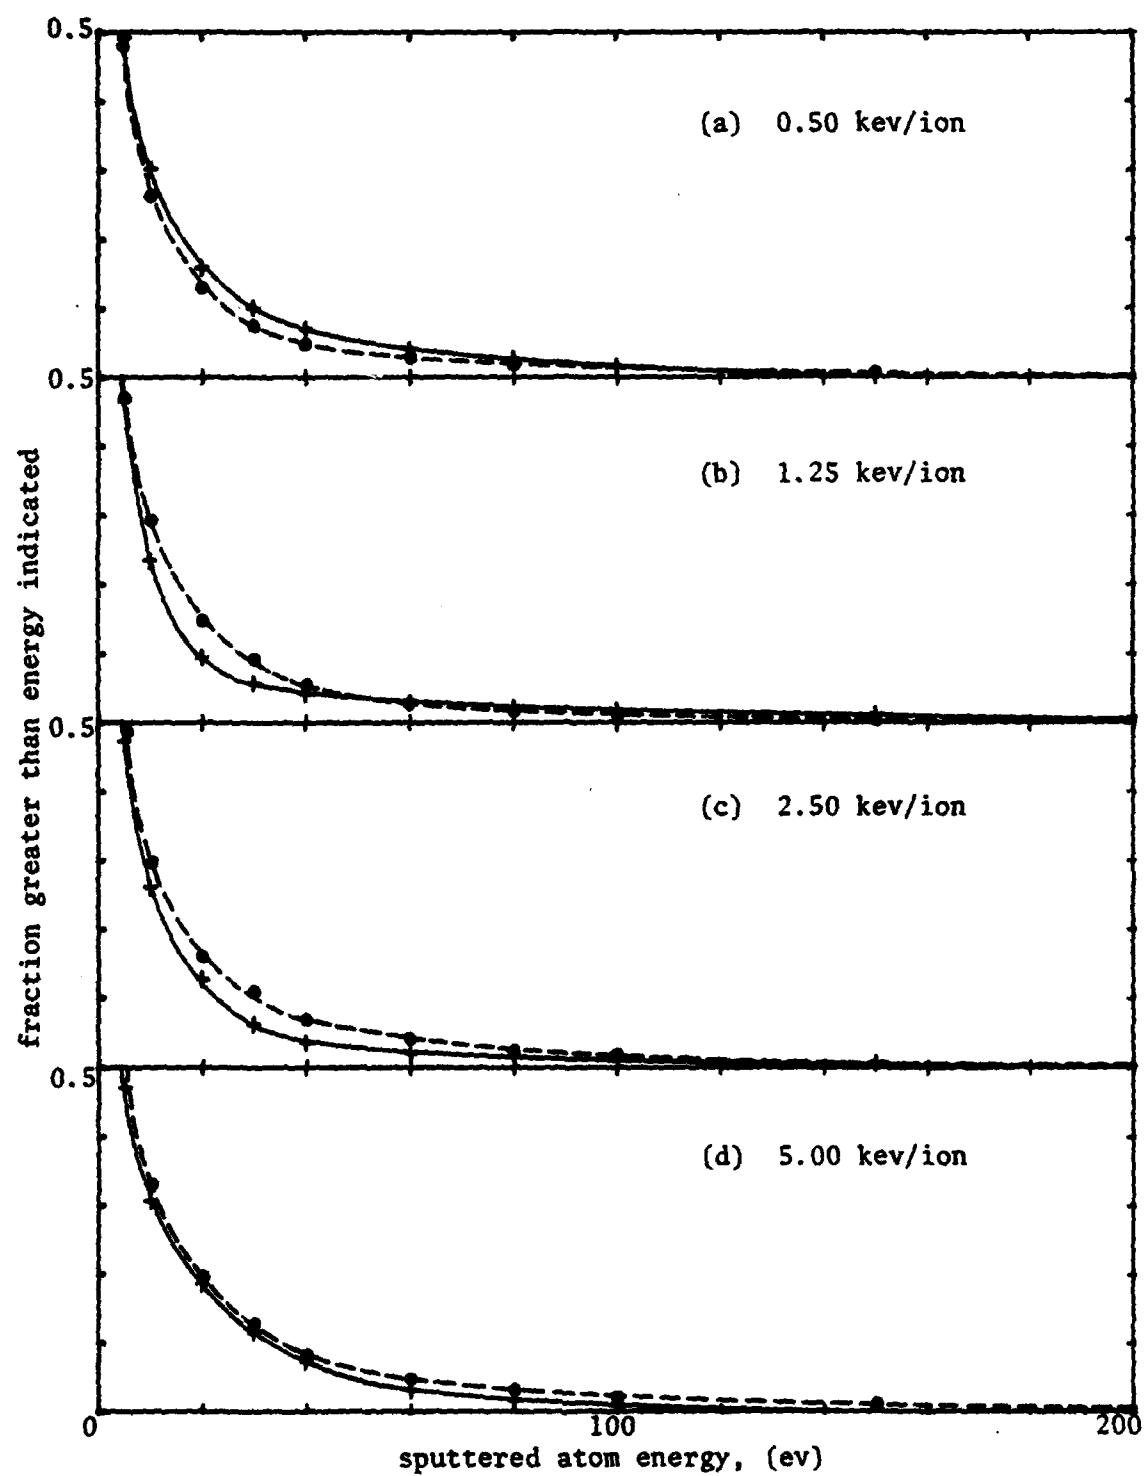 0.5
(a) 0.50 kev/ion
0.5
(b) 1.25 kev/ion
fraction greater than energy indicated
0.5
(c) 2.50 kev/ion
0.5
(d) 5.00 kev/ion
0 100 200
sputtered atom energy, (ev)